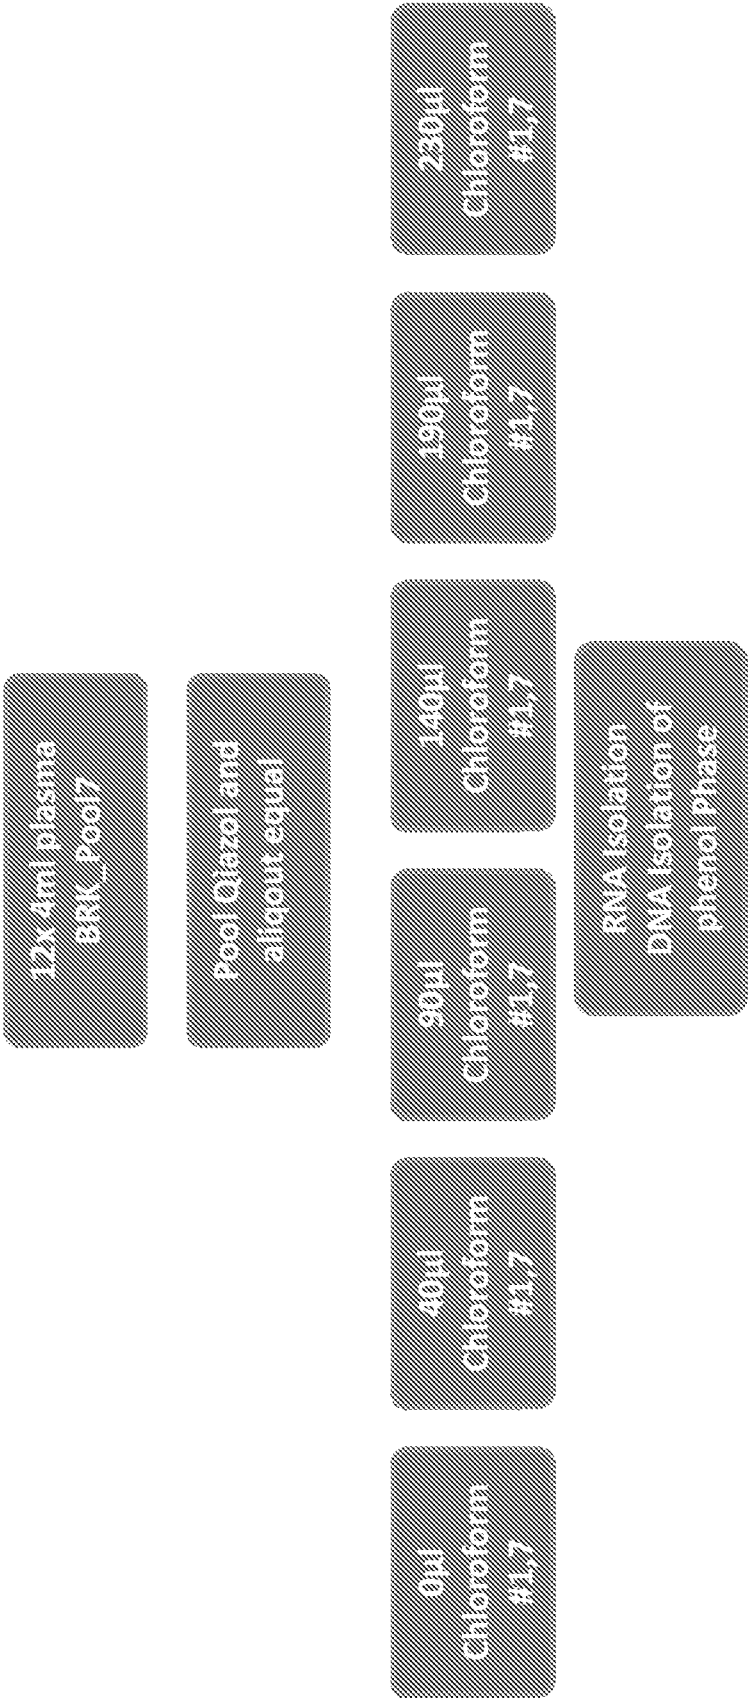 12x 4ml plasma
BRK_Pool7
Pool Qiazol and
aliqout equal
0µl
Chloroform
#1,7
40µl
Chloroform
#1,7
90µl
Chloroform
#1,7
140µl
Chloroform
#1,7
190µl
Chloroform
#1,7
230µl
Chloroform
#1,7
RNA Isolation
DNA Isolation of
phenol Phase